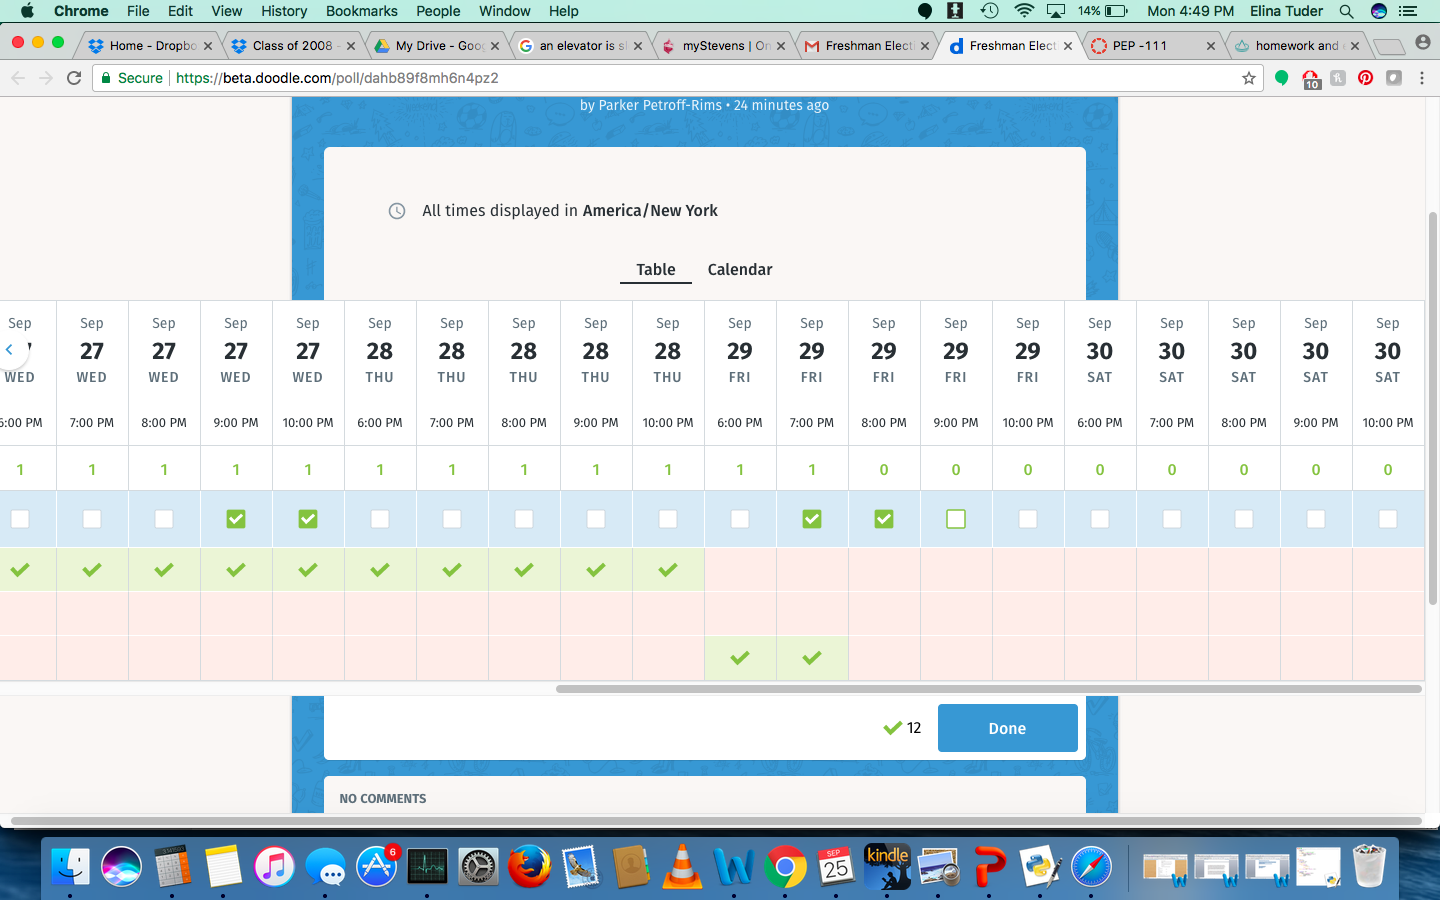 Chrome File Edit View History Bookmarks People Window Help 14% Mon 4:49 PM Elina Tuder
Home - Dropbo Class of 2008 - My Drive - Goog an elevator is sl myStevens | On Freshman Elect Freshman Elect PEP -111 homework and
Secure https://beta.doodle.com/poll/dahb89f8mh6n4pz2 10
by Parker Petroff-Rims • 24 minutes ago
All times displayed in America/New York
Table Calendar
Sep Sep Sep Sep Sep Sep Sep Sep Sep Sep Sep Sep Sep Sep Sep Sep Sep Sep Sep Sep
27 27 27 27 28 28 28 28 28 29 29 29 29 29 30 30 30 30 30
WED WED WED WED WED THU THU THU THU THU FRI FRI FRI FRI FRI SAT SAT SAT SAT SAT
6:00 PM 7:00 PM 8:00 PM 9:00 PM 10:00 PM 6:00 PM 7:00 PM 8:00 PM 9:00 PM 10:00 PM 6:00 PM 7:00 PM 8:00 PM 9:00 PM 10:00 PM 6:00 PM 7:00 PM 8:00 PM 9:00 PM 10:00 PM
1 1 1 1 1 1 1 1 1 1 1 1 0 0 0 0 0 0 0 0
12 Done
NO COMMENTS
6
SEP
25
kindle